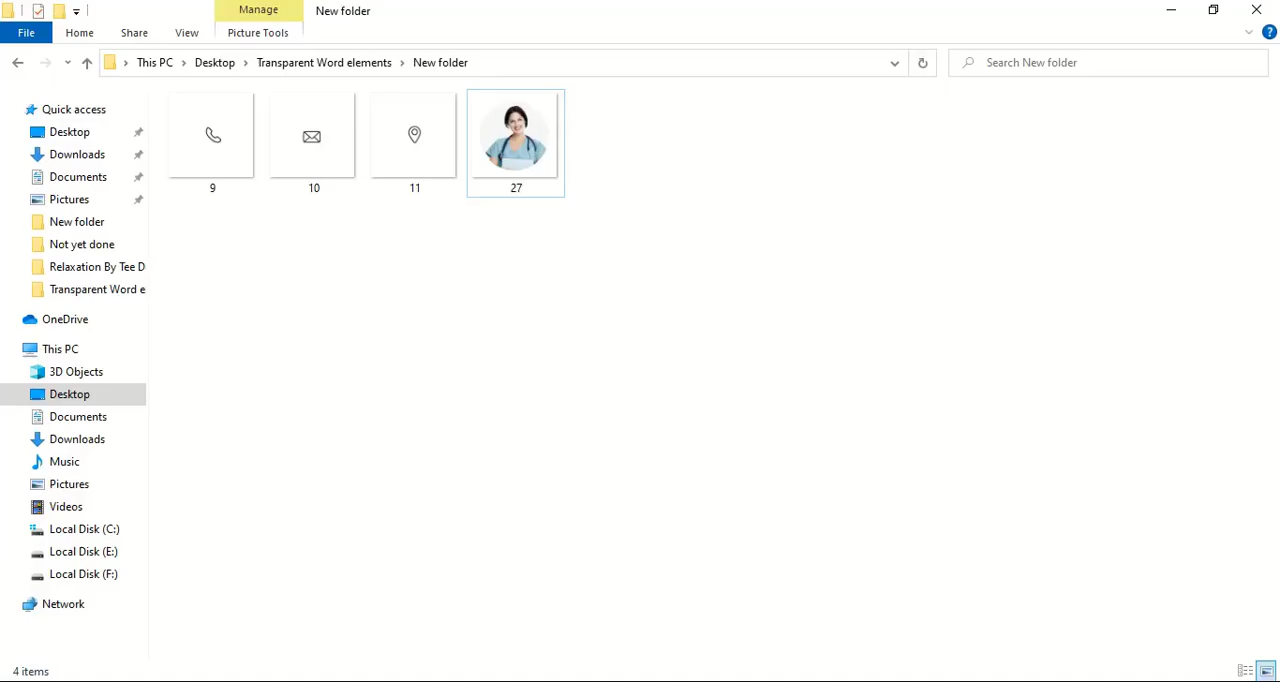 Manage
New folder
File
Home
Share
View
Picture Tools
?
This PC
Desktop
Transparent Word elements
New folder
Search New folder
Quick access
Desktop
Downloads
Documents
Pictures
New folder
Not yet done
Relaxation By Tee D
Transparent Word e
OneDrive
This PC
3D Objects
Desktop
Documents
Downloads
Music
Pictures
Videos
Local Disk (C:)
Local Disk (E:)
Local Disk (F:)
Network
9
10
11
27
4 items